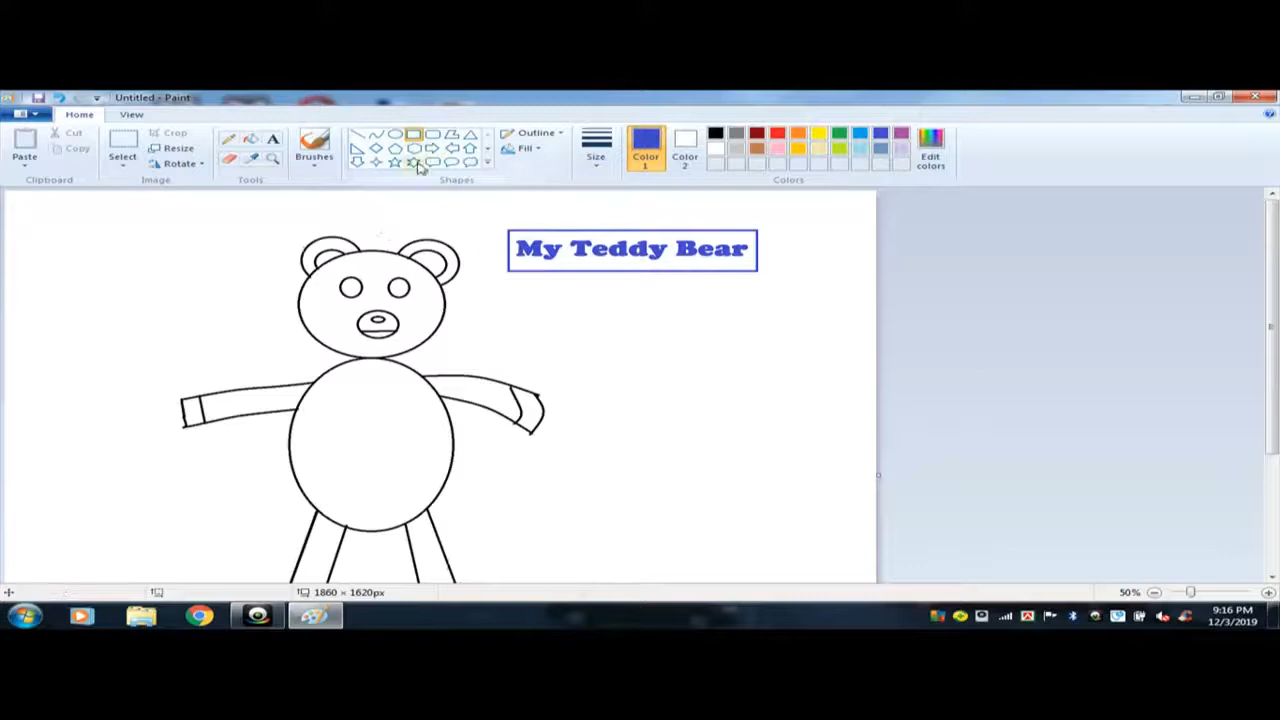 Untitled - Paint
Home
View
Cut
Copy
Paste
Clipboard
Crop
Resize
Rotate
Select
Image
Tools
Brushes
Shapes
Outline
Fill
Size
Color
1
Color
2
Edit
colors
Colors
My Teddy Bear
1860 × 1620px
50%
9:16 PM
12/3/2019